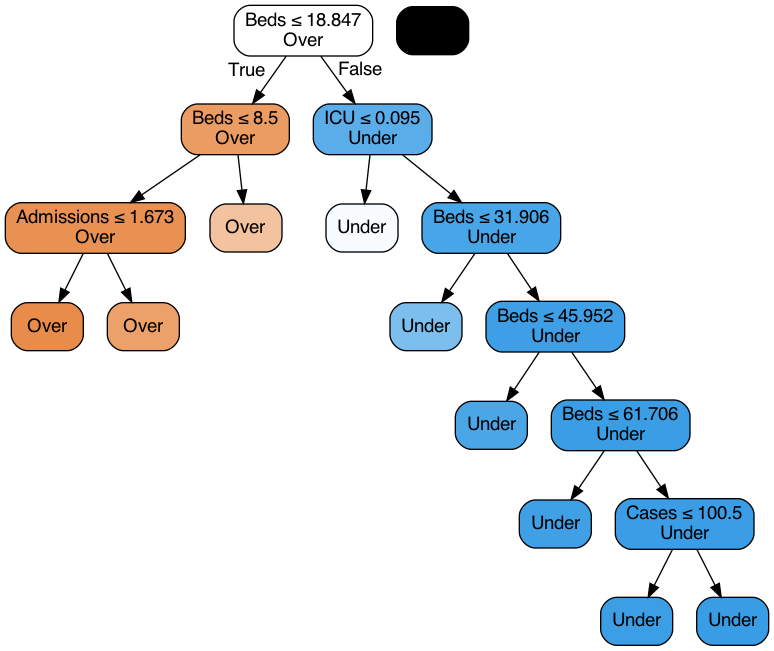 Beds ≤ 18.847
Over
True
False
Beds ≤ 8.5
Over
ICU ≤ 0.095
Under
Admissions ≤ 1.673
Over
Over
Under
Beds ≤ 31.906
Under
Over
Over
Under
Beds ≤ 45.952
Under
Under
Beds ≤ 61.706
Under
Under
Cases ≤ 100.5
Under
Under
Under